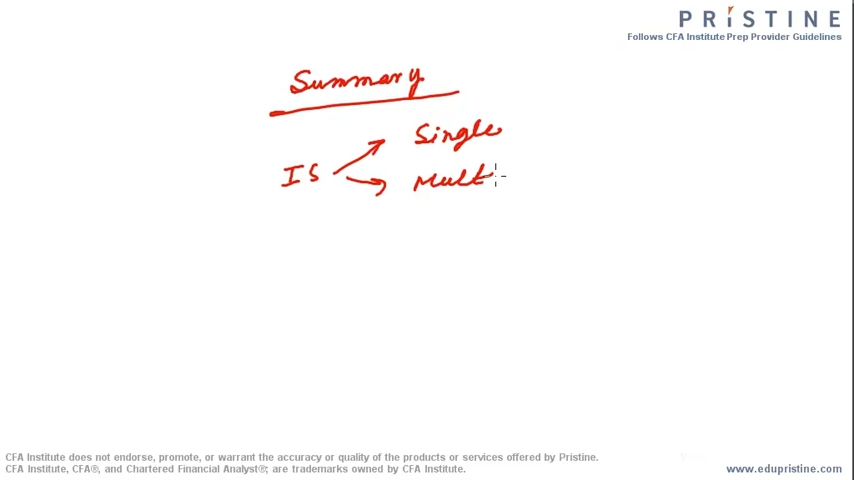 PRISTINE
Follows CFA Institute Prep Provider Guidelines
Summary
Single
IS
Mult
CFA Institute does not endorse, promote, or warrant the accuracy or quality of the products or services offered by Pristine.
CFA Institute, CFA®, and Chartered Financial Analyst®; are trademarks owned by CFA Institute.
www.edupristine.com